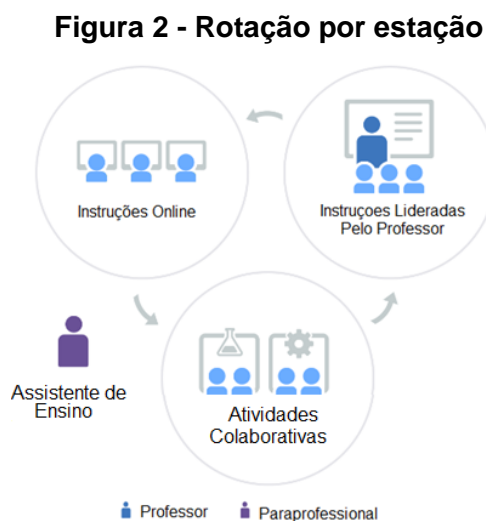 Figura 2 - Rotação por estação
Instruções Online
Instruçoes Lideradas
Pelo Professor
Assistente de
Ensino
Atividades
Colaborativas
Professor
Paraprofessional